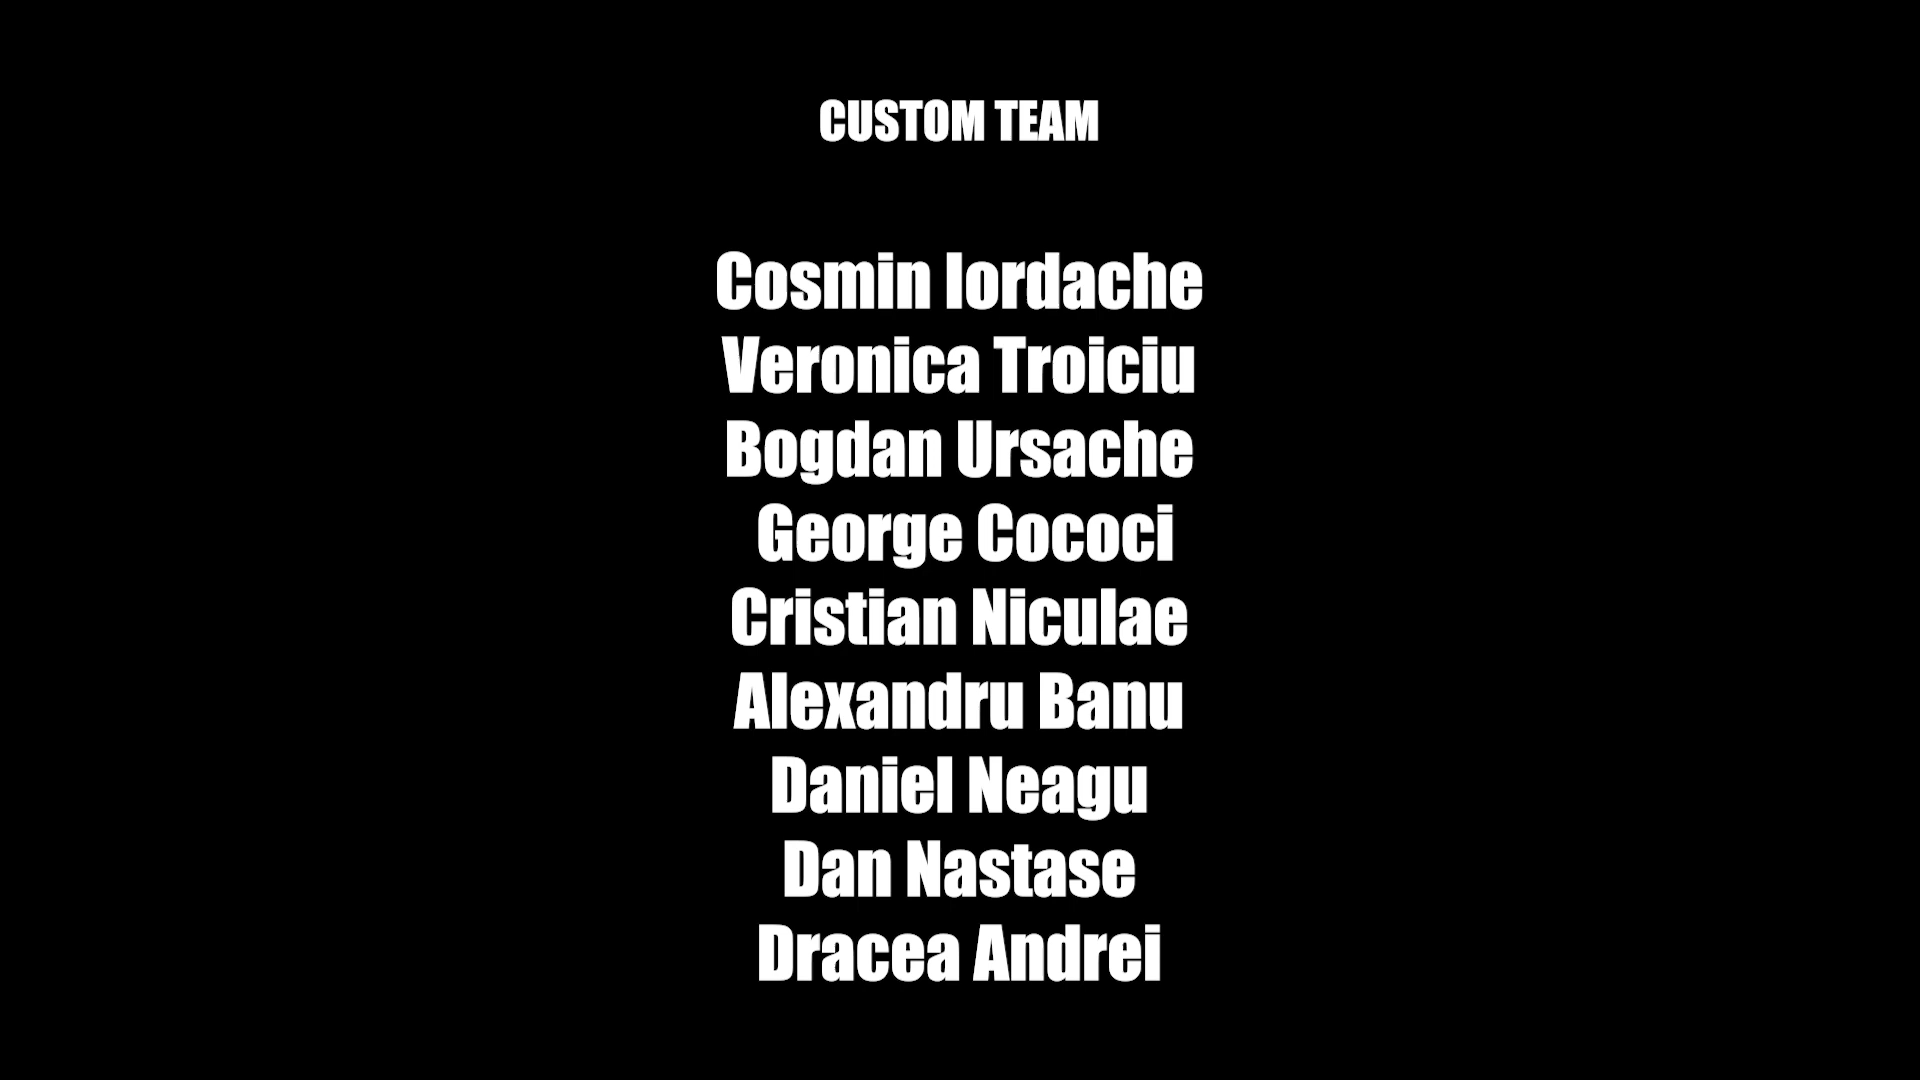 CUSTOM TEAM
Cosmin Iordache
Veronica Troiciu
Bogdan Ursache
George Cococi
Cristian Niculae
Alexandru Banu
Daniel Neagu
Dan Nastase
Dracea Andrei